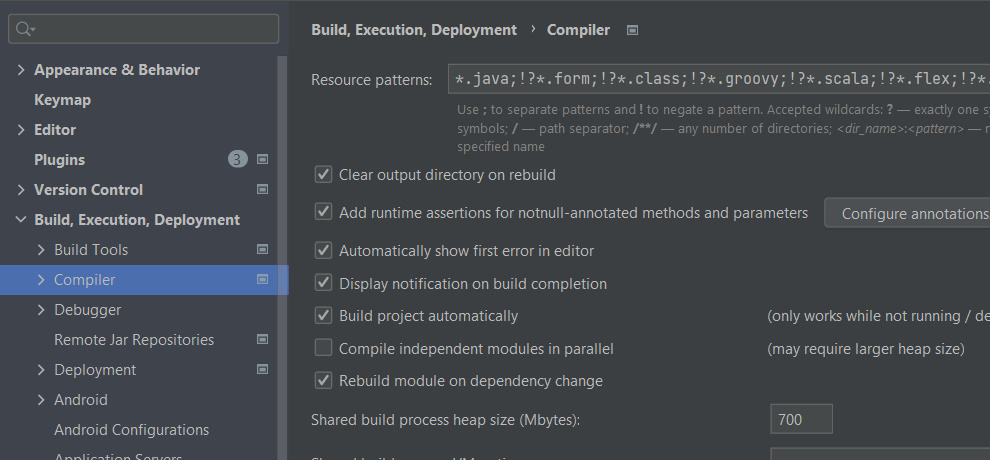 Appearance & Behavior
Keymap
Editor
Plugins 3
Version Control
Build, Execution, Deployment
Build Tools
Compiler
Debugger
Remote Jar Repositories
Deployment
Android
Android Configurations
Application Servers
Build, Execution, Deployment › Compiler
Resource patterns: *.java;!?*.form;!?*.class;!?*.groovy;!?*.scala;!?*.flex;!?*.
Use ; to separate patterns and ! to negate a pattern. Accepted wildcards: ? — exactly one
symbols; / — path separator; /**/ — any number of directories; <dir_name>:<pattern> —
specified name
Clear output directory on rebuild
Add runtime assertions for notnull-annotated methods and parameters Configure annotations
Automatically show first error in editor
Display notification on build completion
Build project automatically (only works while not running / de
Compile independent modules in parallel (may require larger heap size)
Rebuild module on dependency change
Shared build process heap size (Mbytes): 700